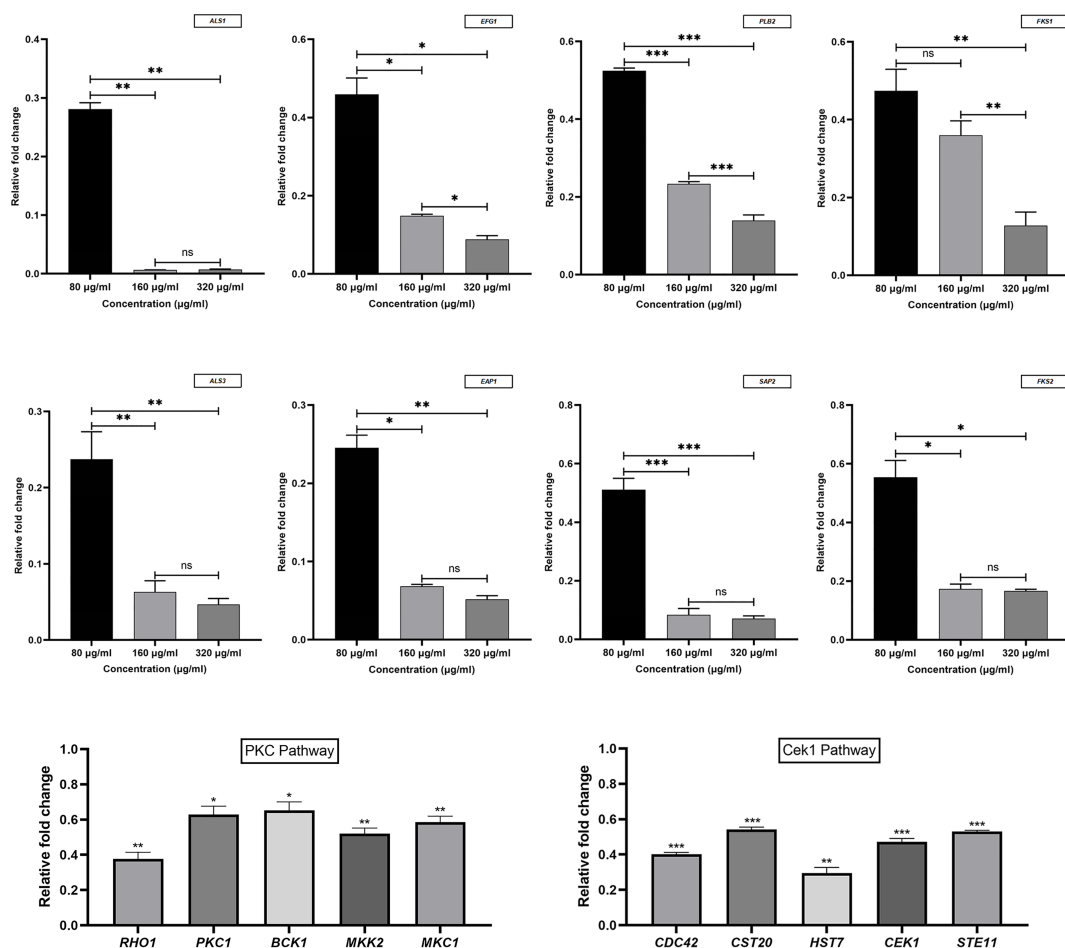 ALS1
Relative fold change
0.4
0.3
0.2
0.1
0.0
**
**
ns
80 µg/ml 160 µg/ml 320 µg/ml
Concentration (µg/ml)
EFG1
Relative fold change
0.6
0.4
0.2
0.0
*
*
*
80 µg/ml 160 µg/ml 320 µg/ml
Concentration (µg/ml)
PLB2
Relative fold change
0.6
0.4
0.2
0.0
***
***
***
80 µg/ml 160 µg/ml 320 µg/ml
Concentration (µg/ml)
FKS1
Relative fold change
0.6
0.4
0.2
0.0
**
ns
**
80 µg/ml 160 µg/ml 320 µg/ml
Concentration (µg/ml)
ALS3
Relative fold change
0.3
0.2
0.1
0.0
**
**
ns
80 µg/ml 160 µg/ml 320 µg/ml
Concentration (µg/ml)
EAP1
Relative fold change
0.3
0.2
0.1
0.0
**
*
ns
80 µg/ml 160 µg/ml 320 µg/ml
Concentration (µg/ml)
SAP2
Relative fold change
0.8
0.6
0.4
0.2
0.0
***
***
ns
80 µg/ml 160 µg/ml 320 µg/ml
Concentration (µg/ml)
FKS2
Relative fold change
0.8
0.6
0.4
0.2
0.0
*
*
ns
80 µg/ml 160 µg/ml 320 µg/ml
Concentration (µg/ml)
PKC Pathway
Relative fold change
1.0
0.8
0.6
0.4
0.2
0.0
** * * ** **
RHO1 PKC1 BCK1 MKK2 MKC1
Cek1 Pathway
Relative fold change
1.0
0.8
0.6
0.4
0.2
0.0
*** *** ** *** ***
CDC42 CST20 HST7 CEK1 STE11